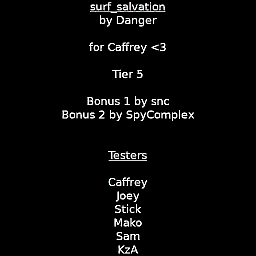 surf_salvation
by Danger
for Caffrey <3
Tier 5
Bonus 1 by snc
Bonus 2 by SpyComplex
Testers
Caffrey
Joey
Stick
Mako
Sam
KzA